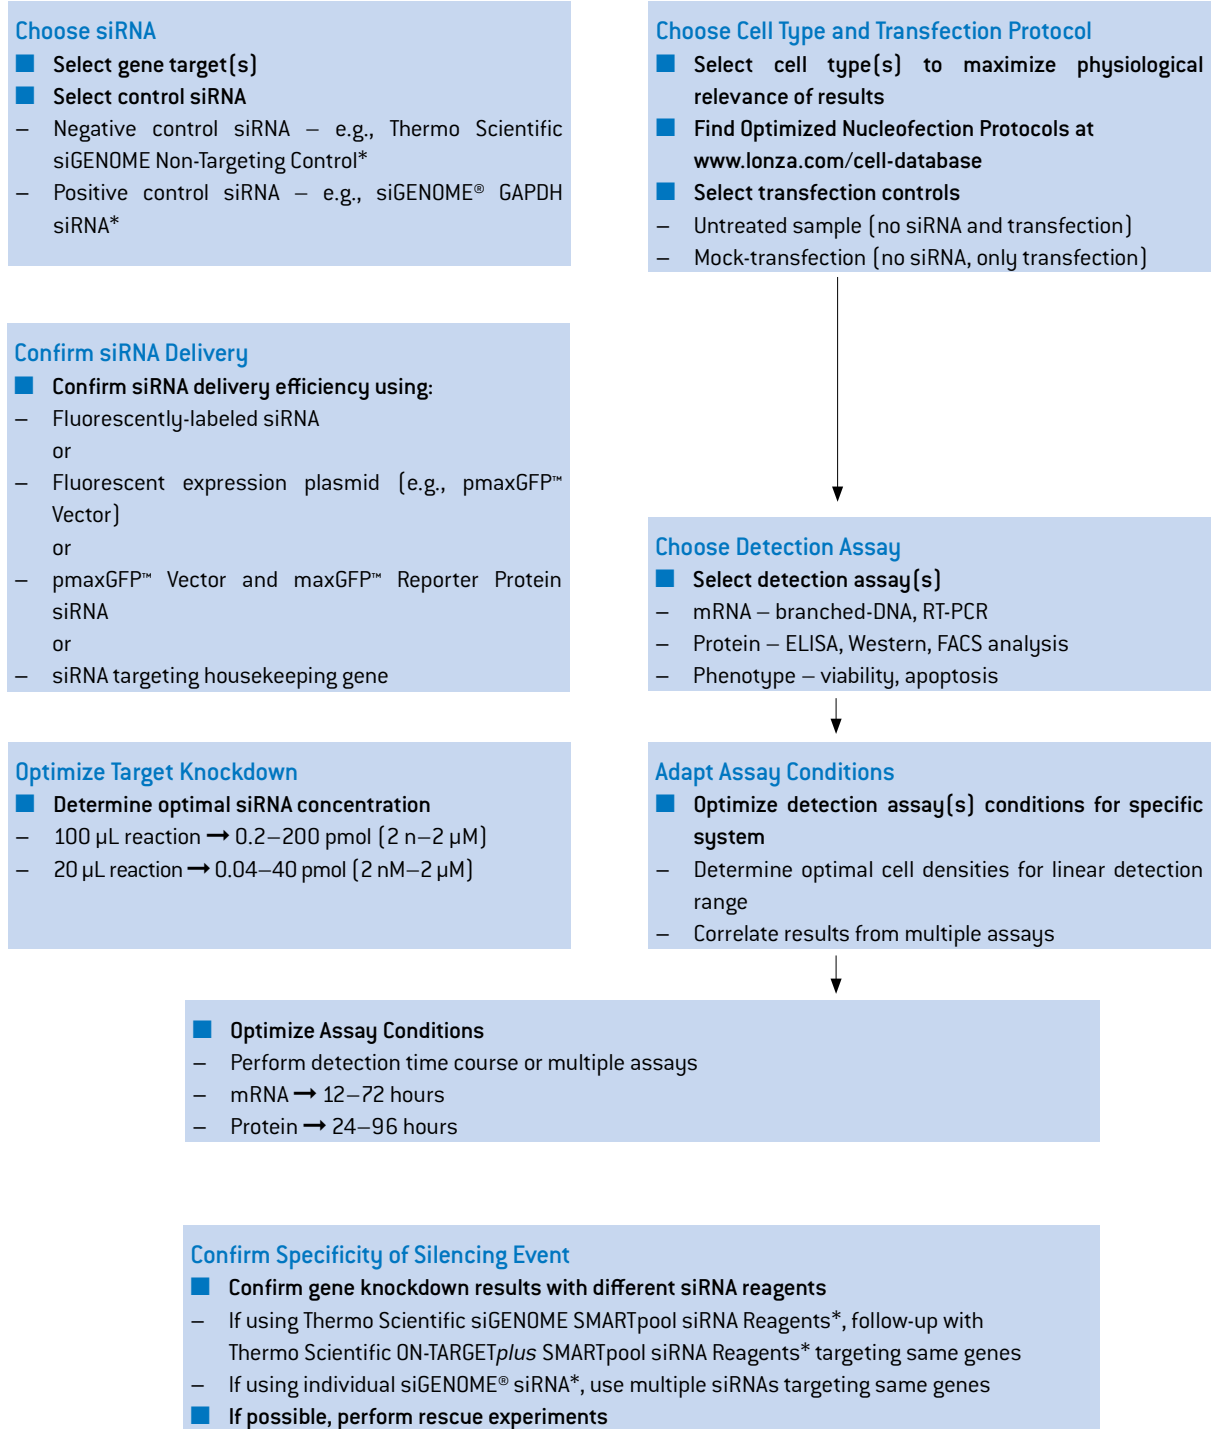 Choose siRNA
■ Select gene target(s)
■ Select control siRNA
– Negative control siRNA – e.g., Thermo Scientific
siGENOME Non-Targeting Control*
– Positive control siRNA – e.g., siGENOME® GAPDH
siRNA*
Choose Cell Type and Transfection Protocol
■ Select cell type(s) to maximize physiological
relevance of results
■ Find Optimized Nucleofection Protocols at
www.lonza.com/cell-database
■ Select transfection controls
– Untreated sample (no siRNA and transfection)
– Mock-transfection (no siRNA, only transfection)
Confirm siRNA Delivery
■ Confirm siRNA delivery efficiency using:
– Fluorescently-labeled siRNA
or
– Fluorescent expression plasmid (e.g., pmaxGFP™
Vector)
or
– pmaxGFP™ Vector and maxGFP™ Reporter Protein
siRNA
or
– siRNA targeting housekeeping gene
Choose Detection Assay
■ Select detection assay(s)
– mRNA – branched-DNA, RT-PCR
– Protein – ELISA, Western, FACS analysis
– Phenotype – viability, apoptosis
Optimize Target Knockdown
■ Determine optimal siRNA concentration
– 100 µL reaction → 0.2–200 pmol (2 n–2 µM)
– 20 µL reaction → 0.04–40 pmol (2 nM–2 µM)
Adapt Assay Conditions
■ Optimize detection assay(s) conditions for specific
system
– Determine optimal cell densities for linear detection
range
– Correlate results from multiple assays
■ Optimize Assay Conditions
– Perform detection time course or multiple assays
– mRNA → 12–72 hours
– Protein → 24–96 hours
Confirm Specificity of Silencing Event
■ Confirm gene knockdown results with different siRNA reagents
– If using Thermo Scientific siGENOME SMARTpool siRNA Reagents*, follow-up with
Thermo Scientific ON-TARGETplus SMARTpool siRNA Reagents* targeting same genes
– If using individual siGENOME® siRNA*, use multiple siRNAs targeting same genes
■ If possible, perform rescue experiments